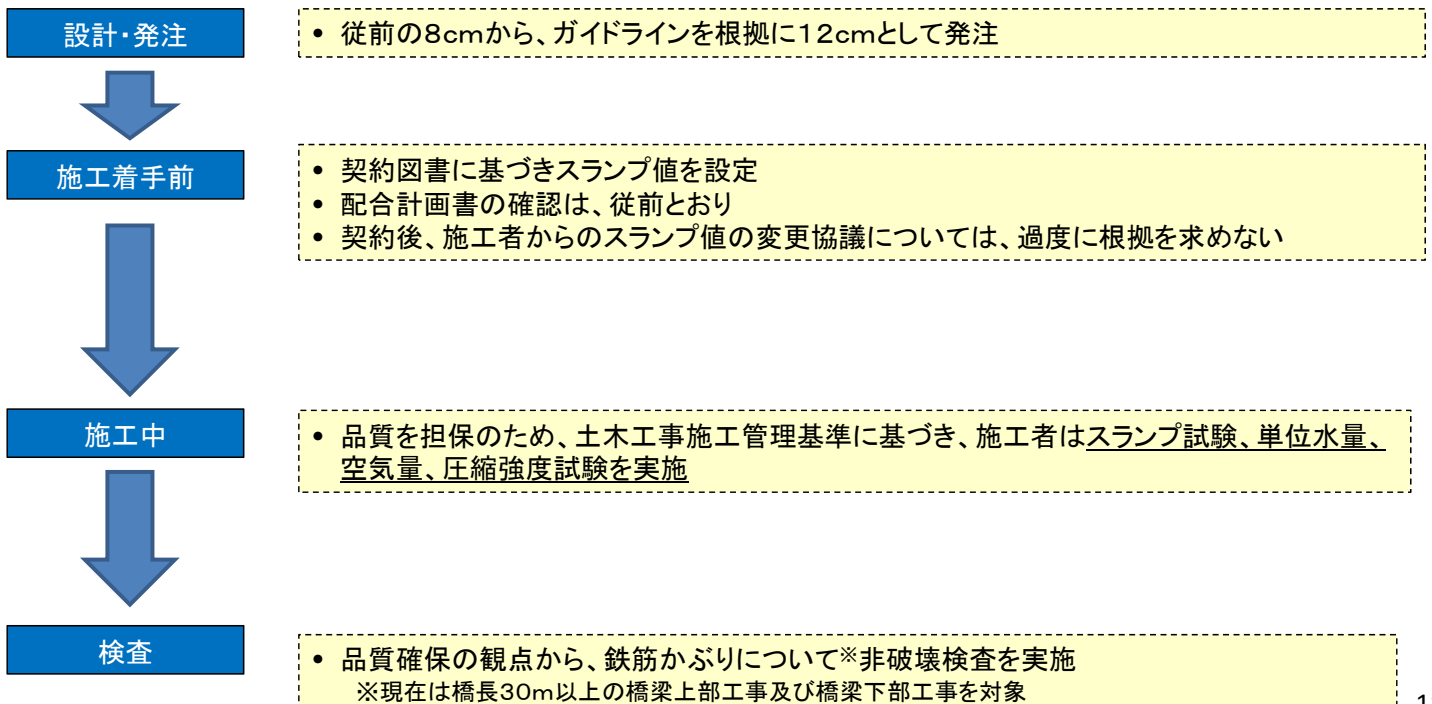 設計・発注
• 従前の8cmから、ガイドラインを根拠に12cmとして発注
施工着手前
• 契約図書に基づきスランプ値を設定
• 配合計画書の確認は、従前とおり
• 契約後、施工者からのスランプ値の変更協議については、過度に根拠を求めない
施工中
• 品質を担保のため、土木工事施工管理基準に基づき、施工者はスランプ試験、単位水量、
空気量、圧縮強度試験を実施
検査
• 品質確保の観点から、鉄筋かぶりについて※非破壊検査を実施
※現在は橋長30m以上の橋梁上部工事及び橋梁下部工事を対象